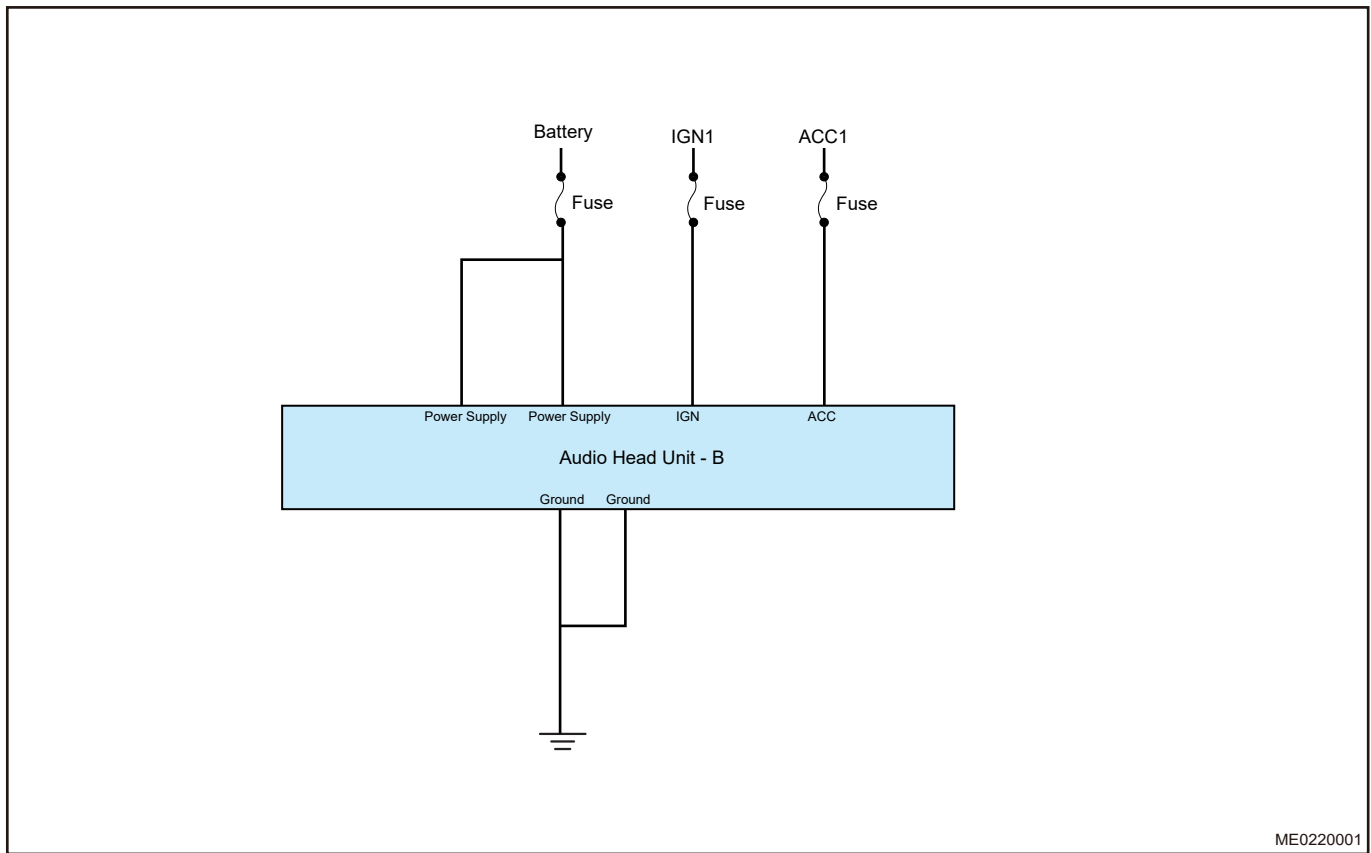 Battery
IGN1
ACC1
Fuse
Fuse
Fuse
Power Supply
Power Supply
IGN
ACC
Audio Head Unit - B
Ground
Ground
ME0220001